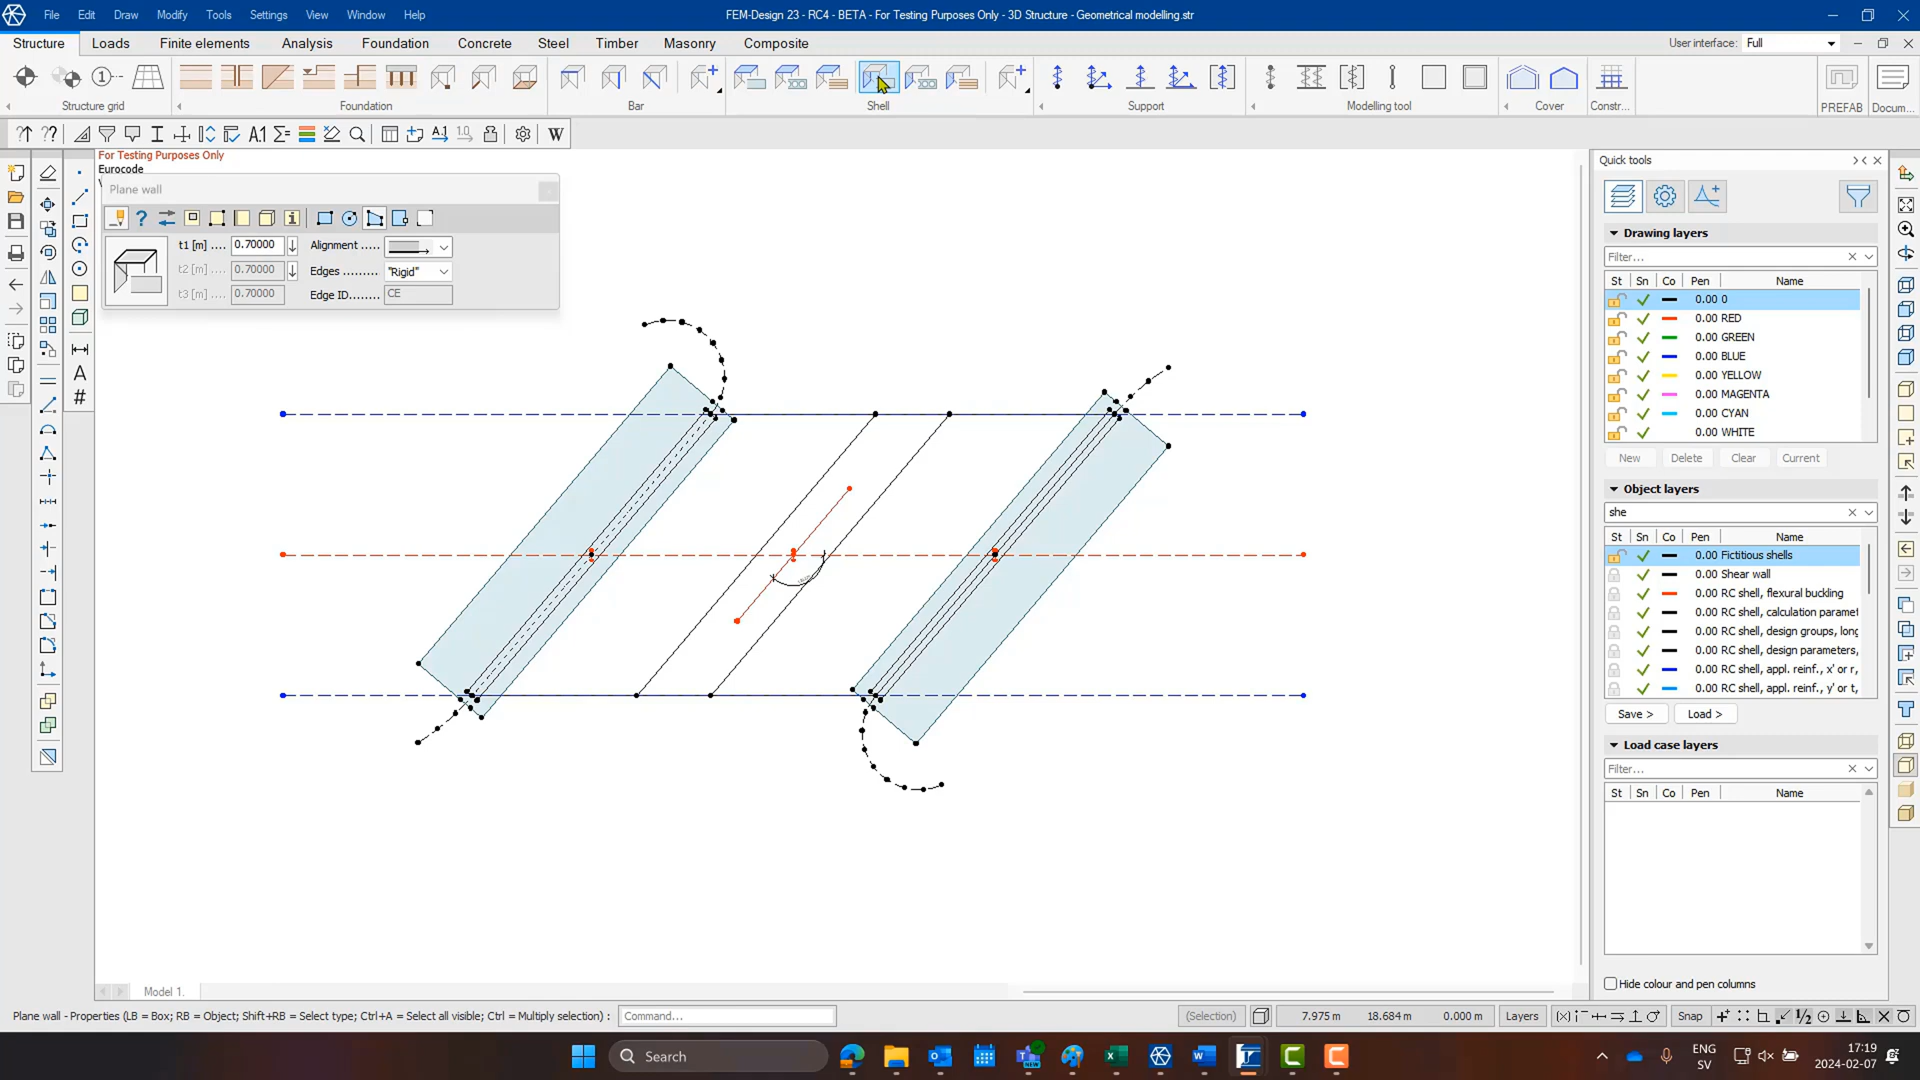 File Edit Draw Modify Tools Settings View Window Help
FEM-Design 23 - RC4 - BETA - For Testing Purposes Only - 3D Structure - Geometrical modelling.str
Structure Loads Finite elements Analysis Foundation Concrete Steel Timber Masonry Composite
User interface: Full
Structure grid Foundation Bar Shell Support Modelling tool Cover Constr... PREFAB Docum...
For Testing Purposes Only
Eurocode
Plane wall
t1 [m] .... 0.70000 Alignment .....
t2 [m] .... 0.70000 Edges ......... "Rigid"
t3 [m] .... 0.70000 Edge ID........ CE
Quick tools
Drawing layers
Filter...
St Sn Co Pen Name
0.00 0
0.00 RED
0.00 GREEN
0.00 BLUE
0.00 YELLOW
0.00 MAGENTA
0.00 CYAN
0.00 WHITE
New Delete Clear Current
Object layers
she
St Sn Co Pen Name
0.00 Fictitious shells
0.00 Shear wall
0.00 RC shell, flexural buckling
0.00 RC shell, calculation paramet
0.00 RC shell, design groups, long
0.00 RC shell, design parameters,
0.00 RC shell, appl. reinf., x' or r,
0.00 RC shell, appl. reinf., y' or t,
Save > Load >
Load case layers
Filter...
St Sn Co Pen Name
Hide colour and pen columns
Model 1.
Plane wall - Properties (LB = Box; RB = Object; Shift+RB = Select type; Ctrl+A = Select all visible; Ctrl = Multiply selection) : Command...
(Selection) 7.975 m 18.684 m 0.000 m Layers Snap
Search
ENG
SV
17:19
2024-02-07